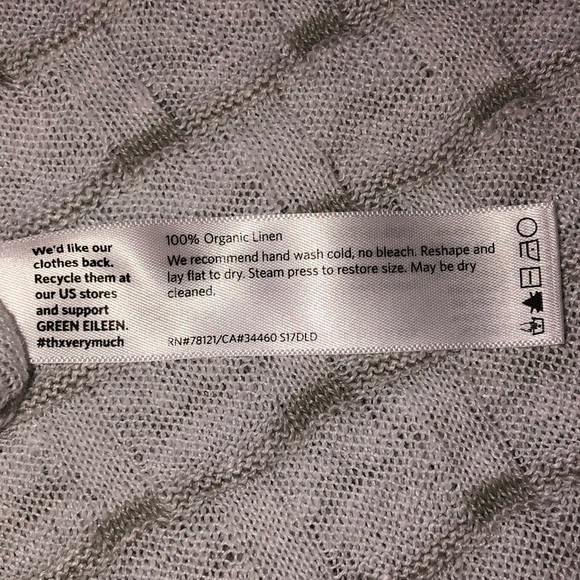 We'd like our
clothes back.
Recycle them at
our US stores
and support
GREEN EILEEN.
#thxverymuch
100% Organic Linen
We recommend hand wash cold, no bleach. Reshape and
lay flat to dry. Steam press to restore size. May be dry
cleaned.
RN#78121/CA#34460 S17DLD